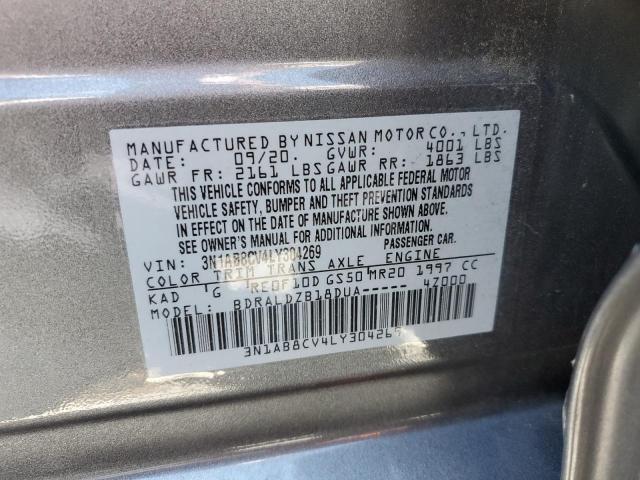 MANUFACTURED BY NISSAN MOTOR CO., LTD.
DATE: 09/20. GVWR: 4001 LBS
GAWR FR: 2161 LBS GAWR RR: 1863 LBS
THIS VEHICLE CONFORMS TO ALL APPLICABLE FEDERAL MOTOR
VEHICLE SAFETY, BUMPER AND THEFT PREVENTION STANDARDS
IN EFFECT ON THE DATE OF MANUFACTURE SHOWN ABOVE.
SEE OWNER'S MANUAL FOR ADDITIONAL
VIN: 3N1AB8CV4LY304269 PASSENGER CAR.
COLOR TRIM TRANS AXLE ENGINE
KAD G RE0F10D GS50 MR20 1997 CC
MODEL: BDRALDZB18DUA----- 4Z000
3N1AB8CV4LY304269